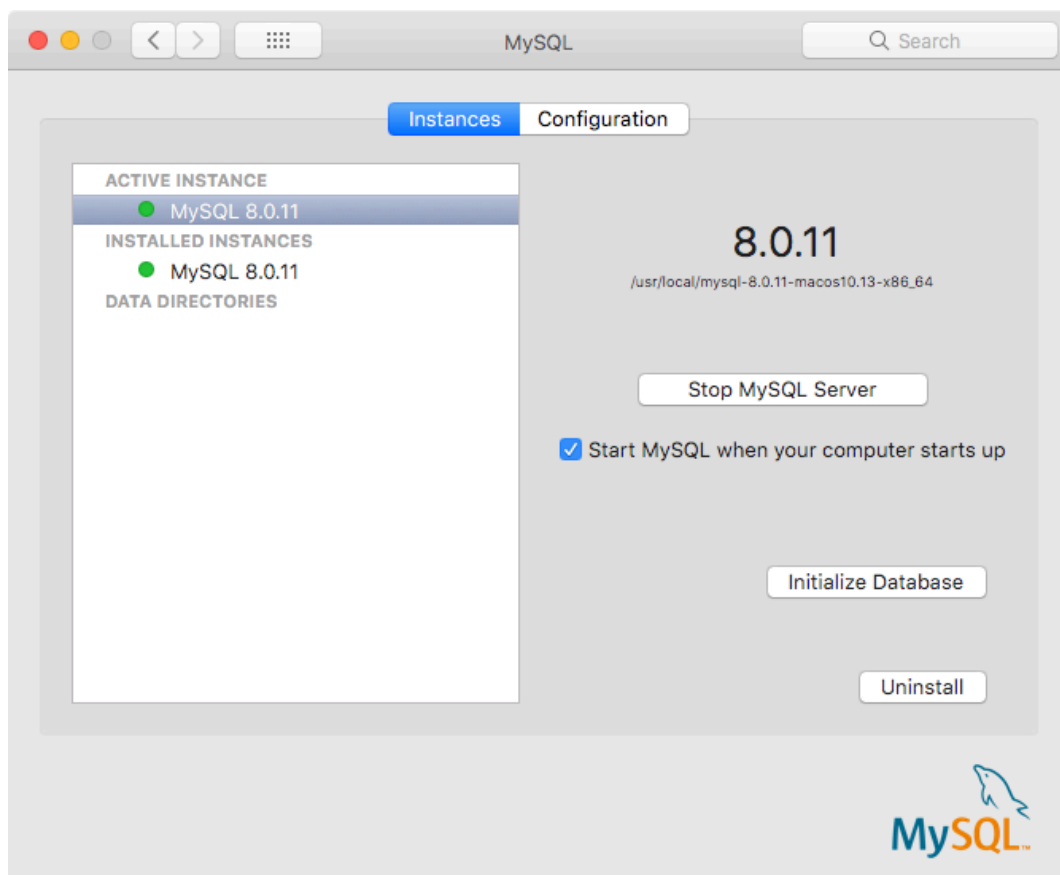 MySQL
Search
Instances
Configuration
ACTIVE INSTANCE
MySQL 8.0.11
INSTALLED INSTANCES
MySQL 8.0.11
DATA DIRECTORIES
8.0.11
/usr/local/mysql-8.0.11-macos10.13-x86_64
Stop MySQL Server
Start MySQL when your computer starts up
Initialize Database
Uninstall
MySQL™